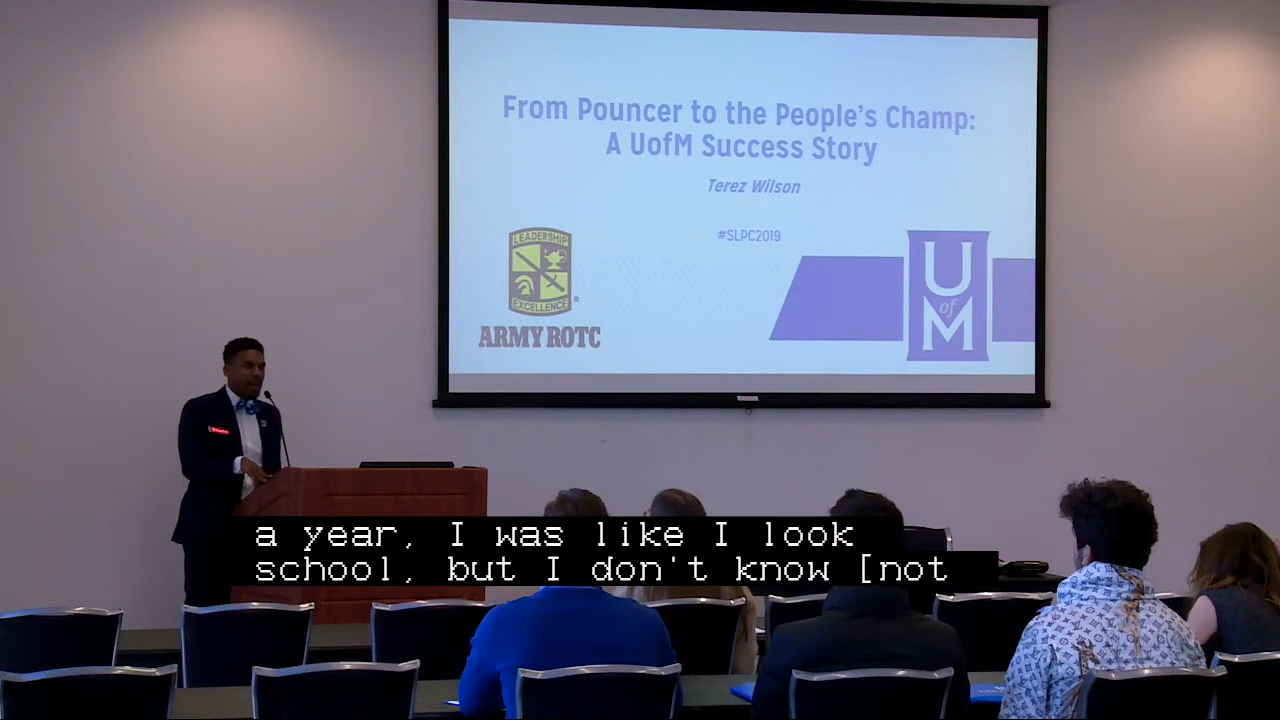 From Pouncer to the People's Champ:
A UofM Success Story
Terez Wilson
#SLPC2019
LEADERSHIP
EXCELLENCE
ARMY ROTC
U
of
M
a year, I was like I look
school, but I don't know [not